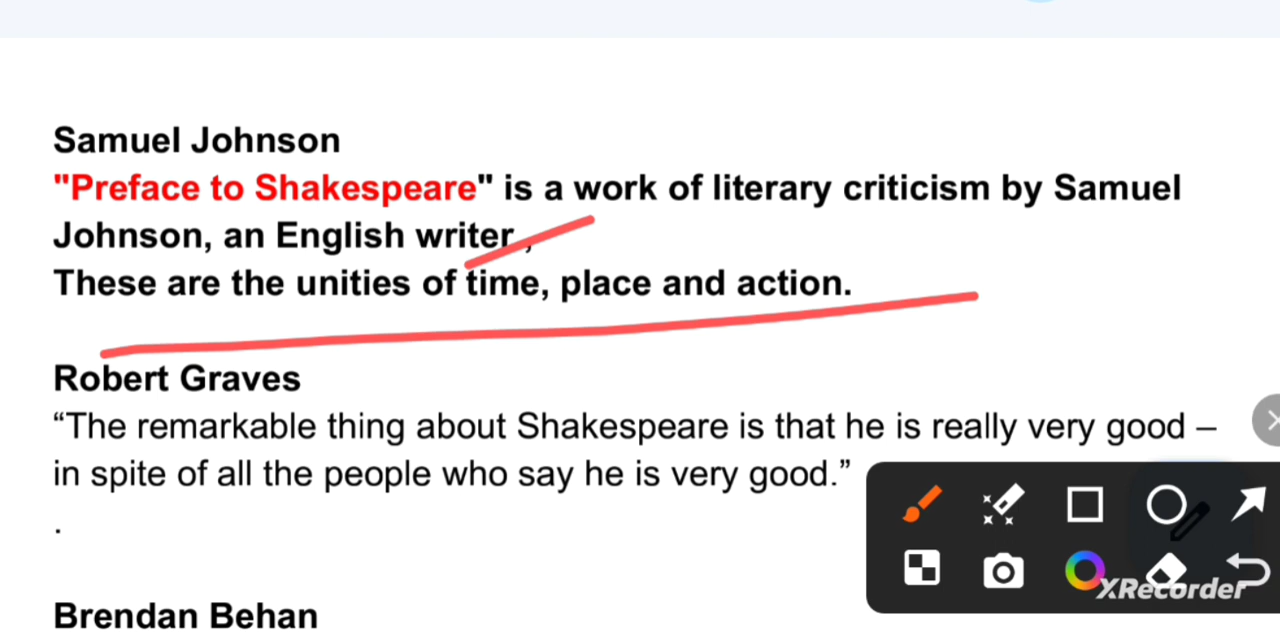 Samuel Johnson
"Preface to Shakespeare" is a work of literary criticism by Samuel
Johnson, an English writer ,
These are the unities of time, place and action.
Robert Graves
“The remarkable thing about Shakespeare is that he is really very good –
in spite of all the people who say he is very good.”
.
XRecorder
Brendan Behan